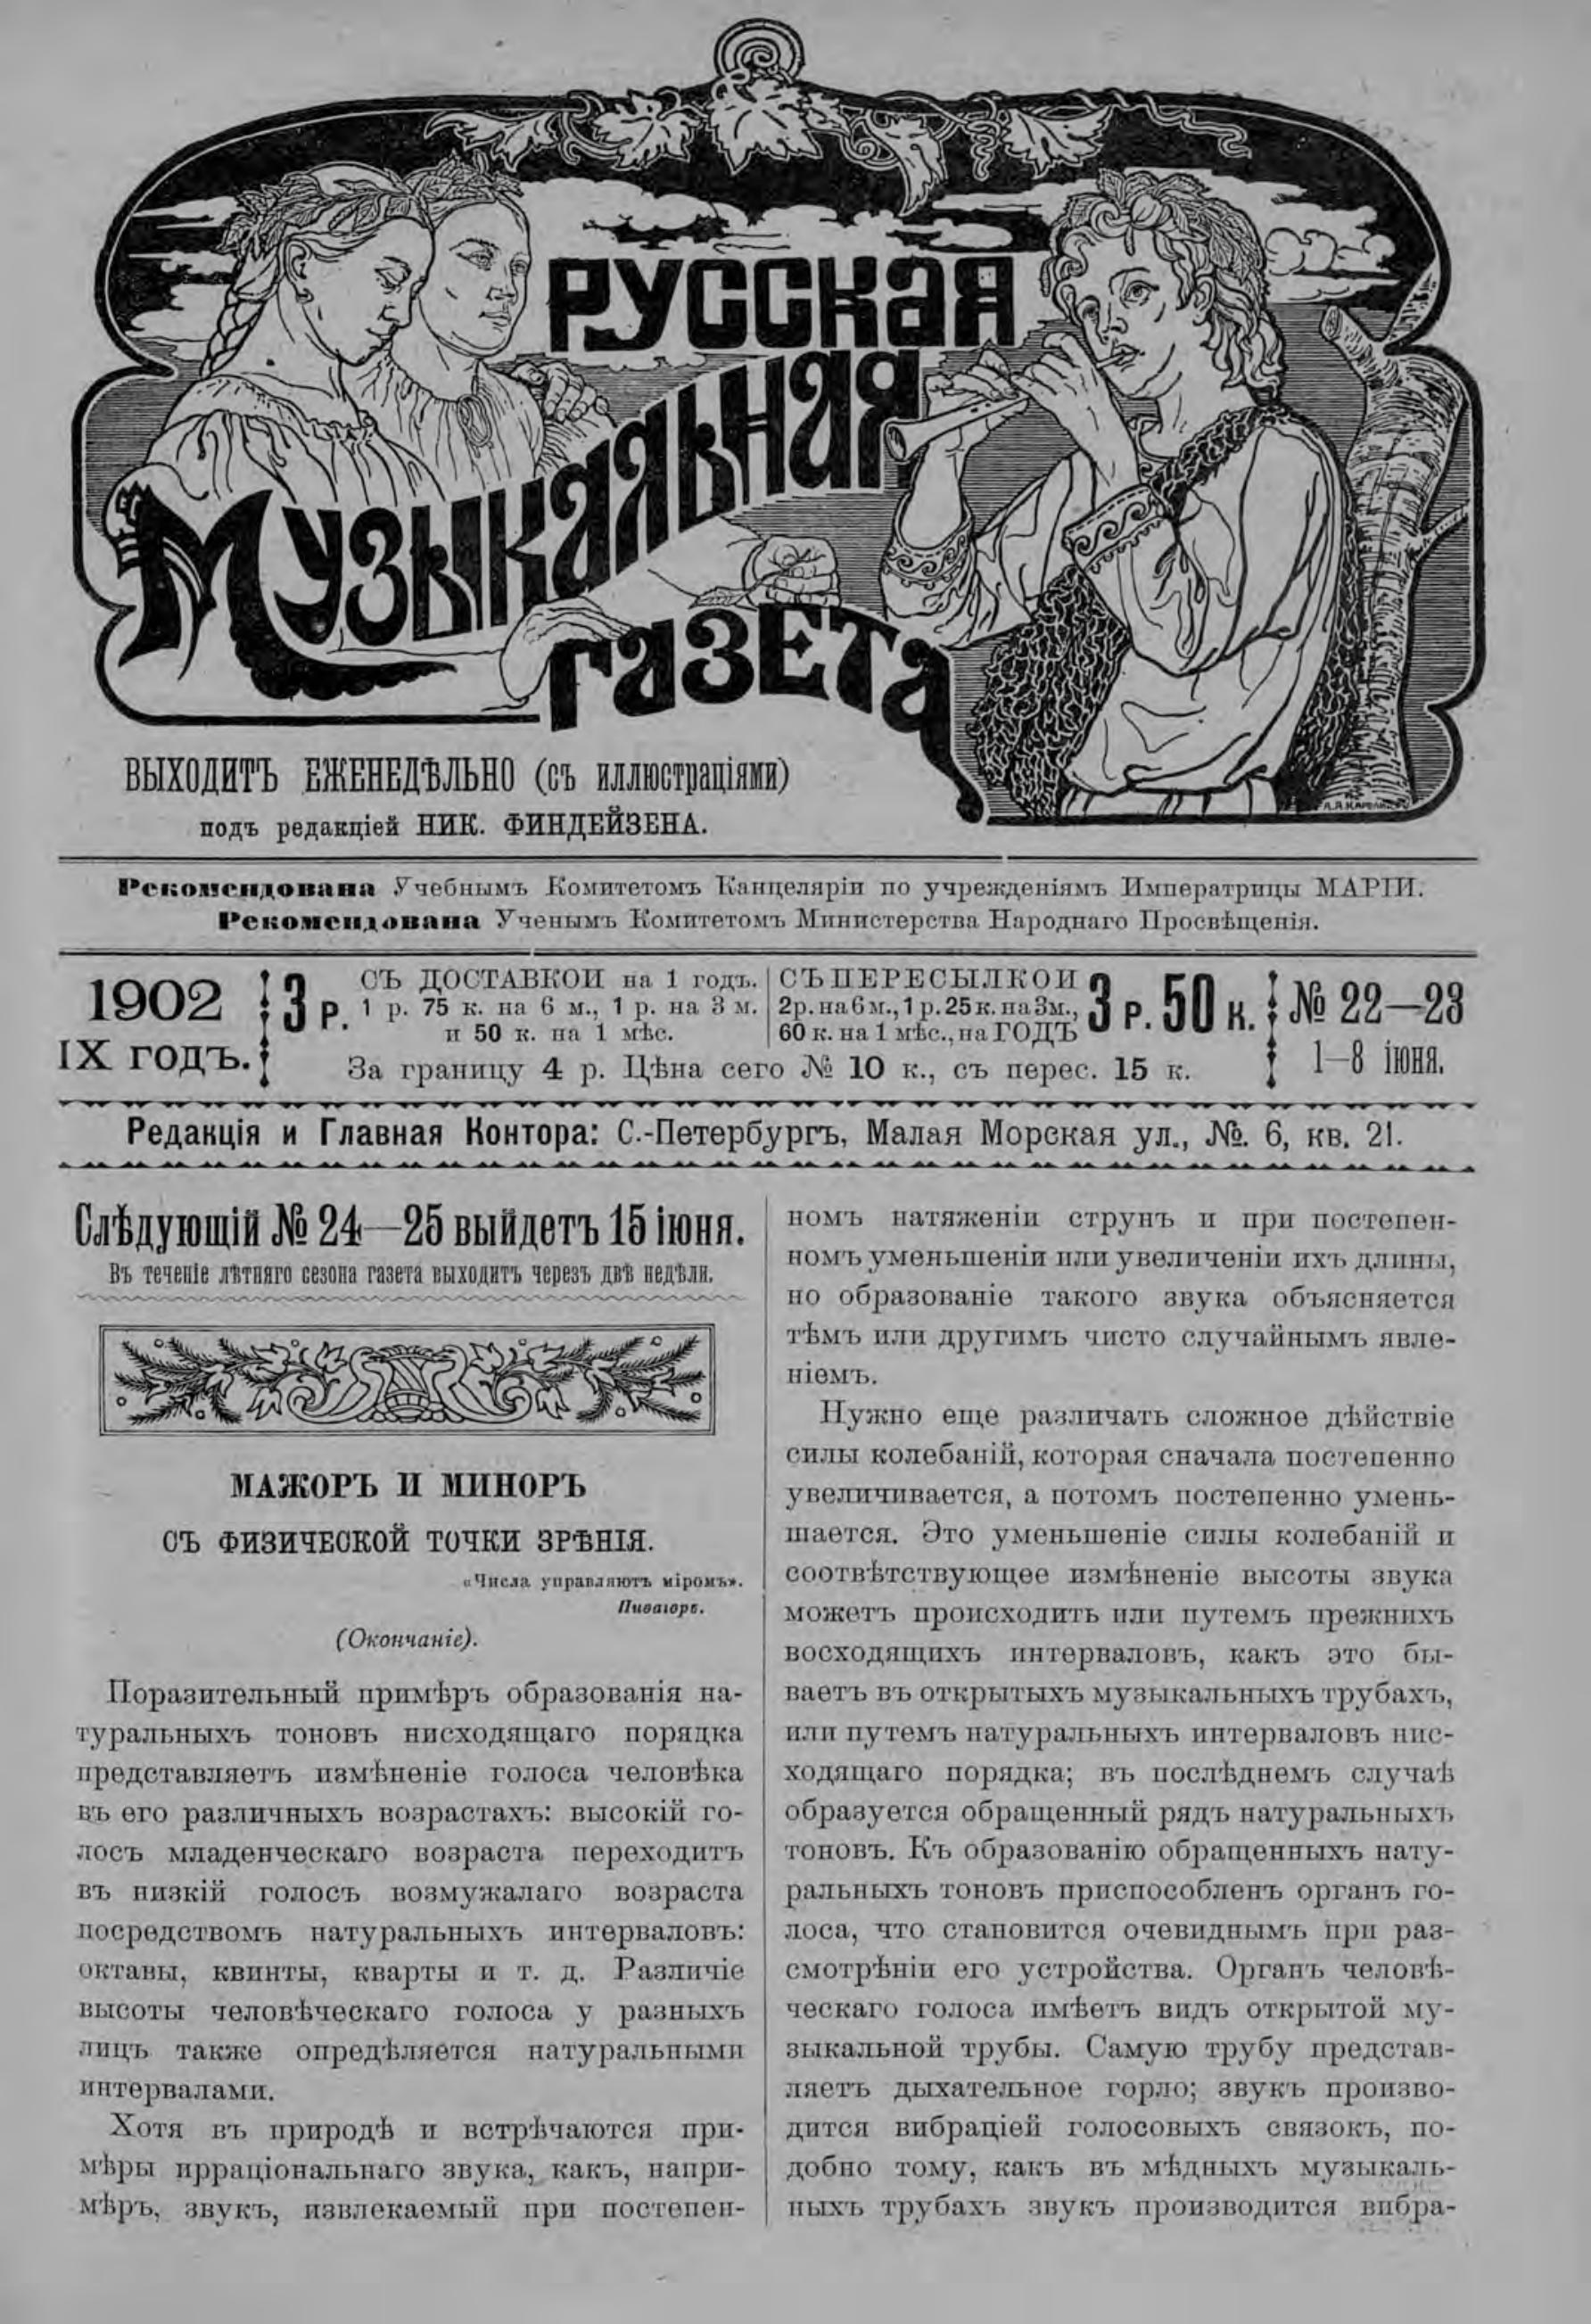 РУССКАЯ
МУЗЫКАЛЬНАЯ
ГАЗЕТА
ВЫХОДИТЪ ЕЖЕНЕДѢЛЬНО (съ иллюстраціями)
подъ редакціей НИК. ФИНДЕЙЗЕНА.
Рекомендована Учебнымъ Комитетомъ Канцеляріи по учрежденіямъ Императрицы МАРІИ.
Рекомендована Ученымъ Комитетомъ Министерства Народнаго Просвѣщенія.
1902
IX ГОДЪ.
3 р.
СЪ ДОСТАВКОЙ на 1 годъ.
1 р. 75 к. на 6 м., 1 р. на 3 м.
и 50 к. на 1 мѣс.
СЪ ПЕРЕСЫЛКОЙ
2р. на 6 м., 1 р. 25 к. на 3м.,
60 к. на 1 мѣс., на ГОДЪ
3 р. 50 к.
За границу 4 р. Цѣна сего № 10 к., съ перес. 15 к.
№ 22—23
1—8 іюня.
Редакція и Главная Контора: С.-Петербургъ, Малая Морская ул., №. 6, кв. 21.
Слѣдующій № 24—25 выйдетъ 15 іюня.
Въ теченіе лѣтняго сезона газета выходитъ черезъ двѣ недѣли.
МАЖОРЪ И МИНОРЪ
СЪ ФИЗИЧЕСКОЙ ТОЧКИ ЗРѢНІЯ.
«Числа управляютъ міромъ».
Пиѳагоръ.
(Окончаніе).
Поразительный примѣръ образованія на-
туральныхъ тоновъ нисходящаго порядка
представляетъ измѣненіе голоса человѣка
въ его различныхъ возрастахъ: высокій го-
лосъ младенческаго возраста переходитъ
въ низкій голосъ возмужалаго возраста
посредствомъ натуральныхъ интерваловъ:
октавы, квинты, кварты и т. д. Различіе
высоты человѣческаго голоса у разныхъ
лицъ также опредѣляется натуральными
интервалами.
Хотя въ природѣ и встрѣчаются при-
мѣры ирраціональнаго звука, какъ, напри-
мѣръ, звукъ, извлекаемый при постепен-
номъ натяженіи струнъ и при постепен-
номъ уменьшеніи или увеличеніи ихъ длины,
но образованіе такого звука объясняется
тѣмъ или другимъ чисто случайнымъ явле-
ніемъ.
Нужно еще различать сложное дѣйствіе
силы колебаній, которая сначала постепенно
увеличивается, а потомъ постепенно умень-
шается. Это уменьшеніе силы колебаній и
соотвѣтствующее измѣненіе высоты звука
можетъ происходить или путемъ прежнихъ
восходящихъ интерваловъ, какъ это бы-
ваетъ въ открытыхъ музыкальныхъ трубахъ,
или путемъ натуральныхъ интерваловъ нис-
ходящаго порядка; въ послѣднемъ случаѣ
образуется обращенный рядъ натуральныхъ
тоновъ. Къ образованію обращенныхъ нату-
ральныхъ тоновъ приспособленъ органъ го-
лоса, что становится очевиднымъ при раз-
смотрѣніи его устройства. Органъ человѣ-
ческаго голоса имѣетъ видъ открытой му-
зыкальной трубы. Самую трубу представ-
ляетъ дыхательное горло; звукъ произво-
дится вибраціей голосовыхъ связокъ, по-
добно тому, какъ въ мѣдныхъ музыкаль-
ныхъ трубахъ звукъ производится вибра-